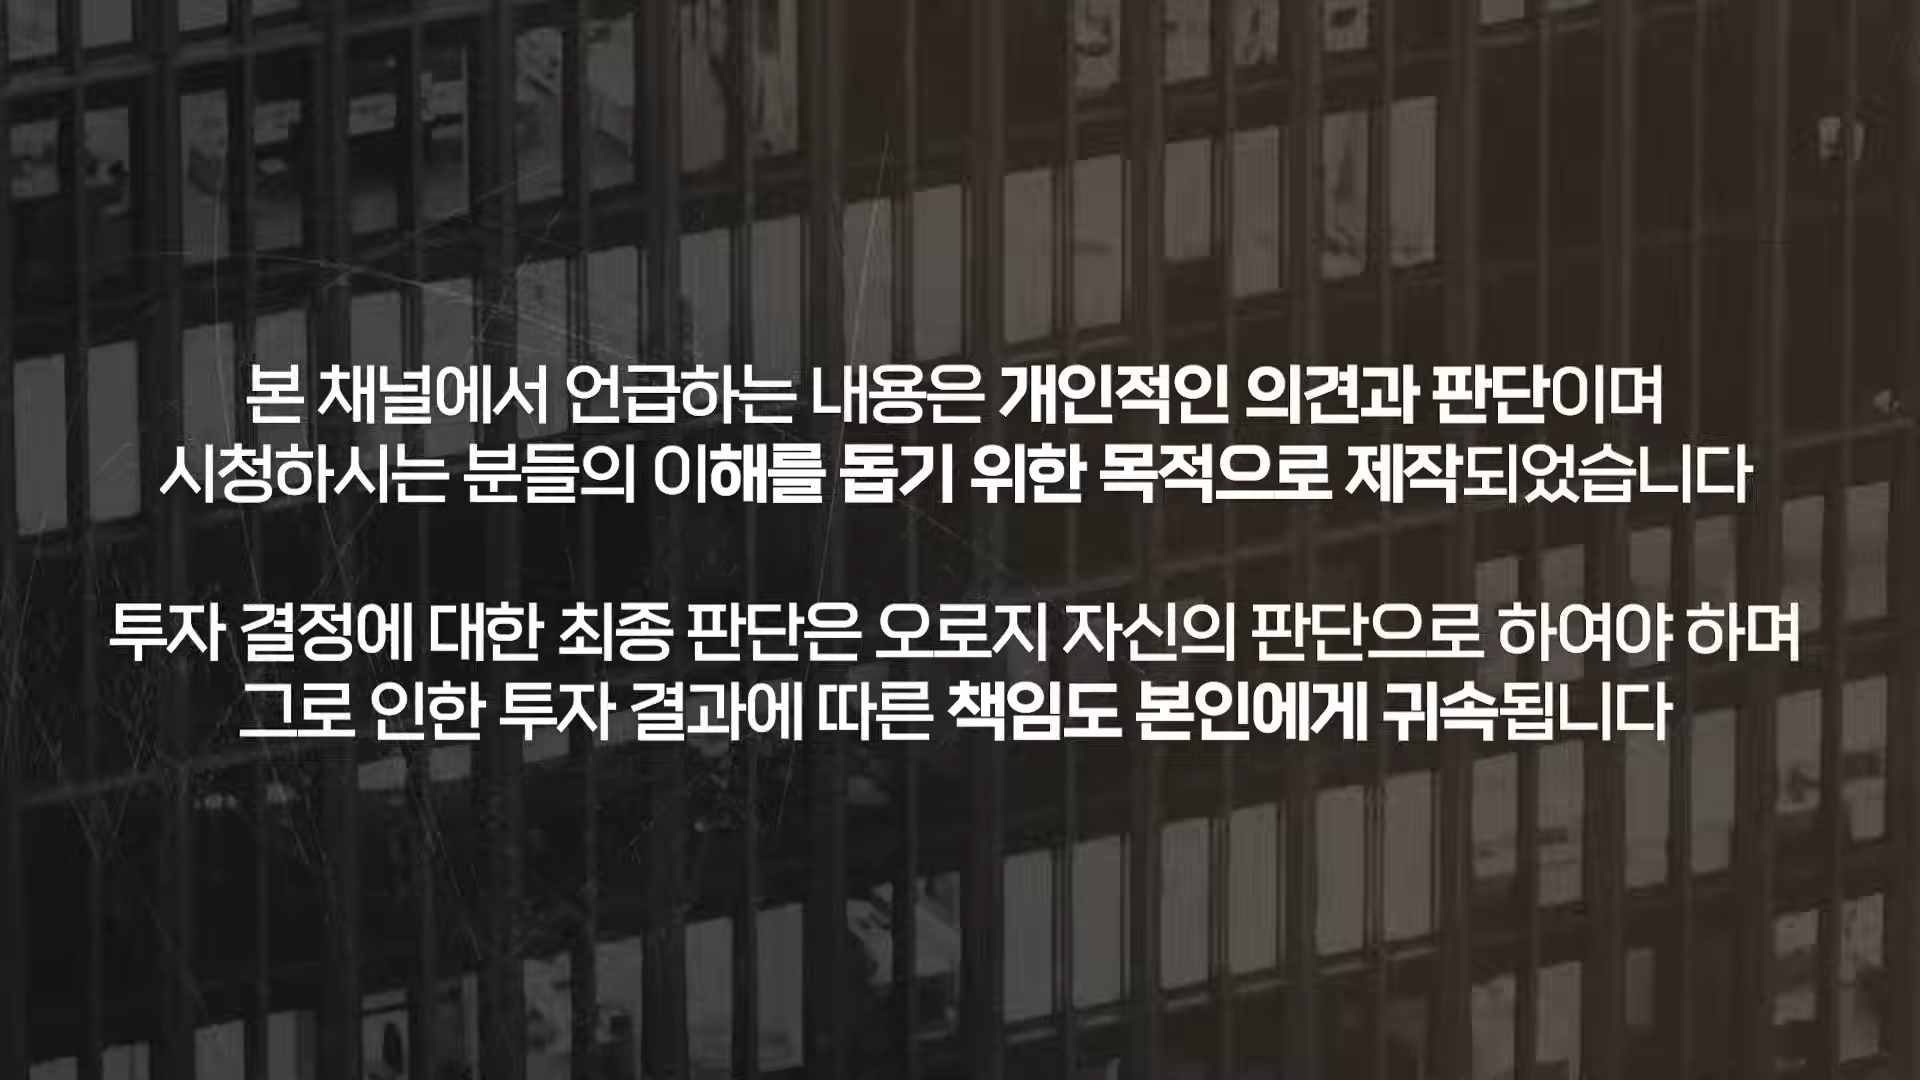 본 채널에서 언급하는 내용은 개인적인 의견과 판단이며
시청하시는 분들의 이해를 돕기 위한 목적으로 제작되었습니다
투자 결정에 대한 최종 판단은 오로지 자신의 판단으로 하여야 하며
그로 인한 투자 결과에 따른 책임도 본인에게 귀속됩니다